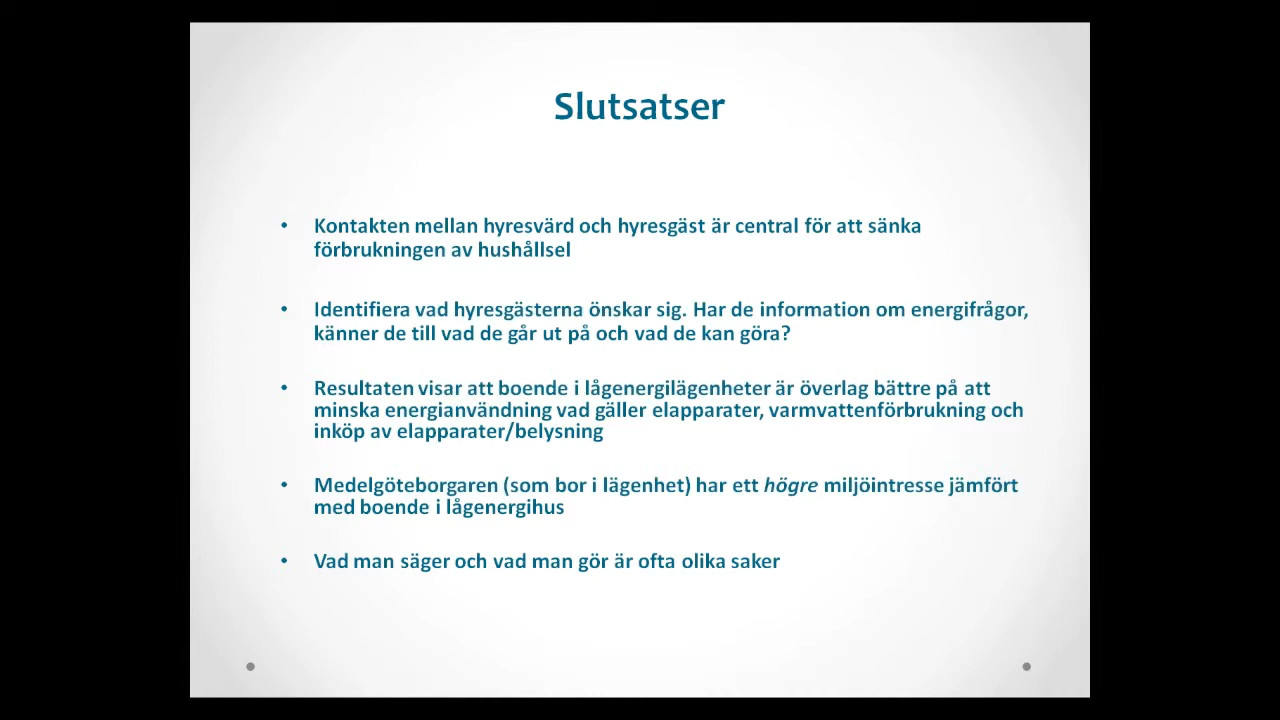 Slutsatser
• Kontakten mellan hyresvärd och hyresgäst är central för att sänka
förbrukningen av hushållsel
• Identifiera vad hyresgästerna önskar sig. Har de information om energifrågor,
känner de till vad de går ut på och vad de kan göra?
• Resultaten visar att boende i lågenergilägenheter är överlag bättre på att
minska energianvändning vad gäller elapparater, varmvattenförbrukning och
inköp av elapparater/belysning
• Medelgöteborgaren (som bor i lägenhet) har ett högre miljöintresse jämfört
med boende i lågenergihus
• Vad man säger och vad man gör är ofta olika saker